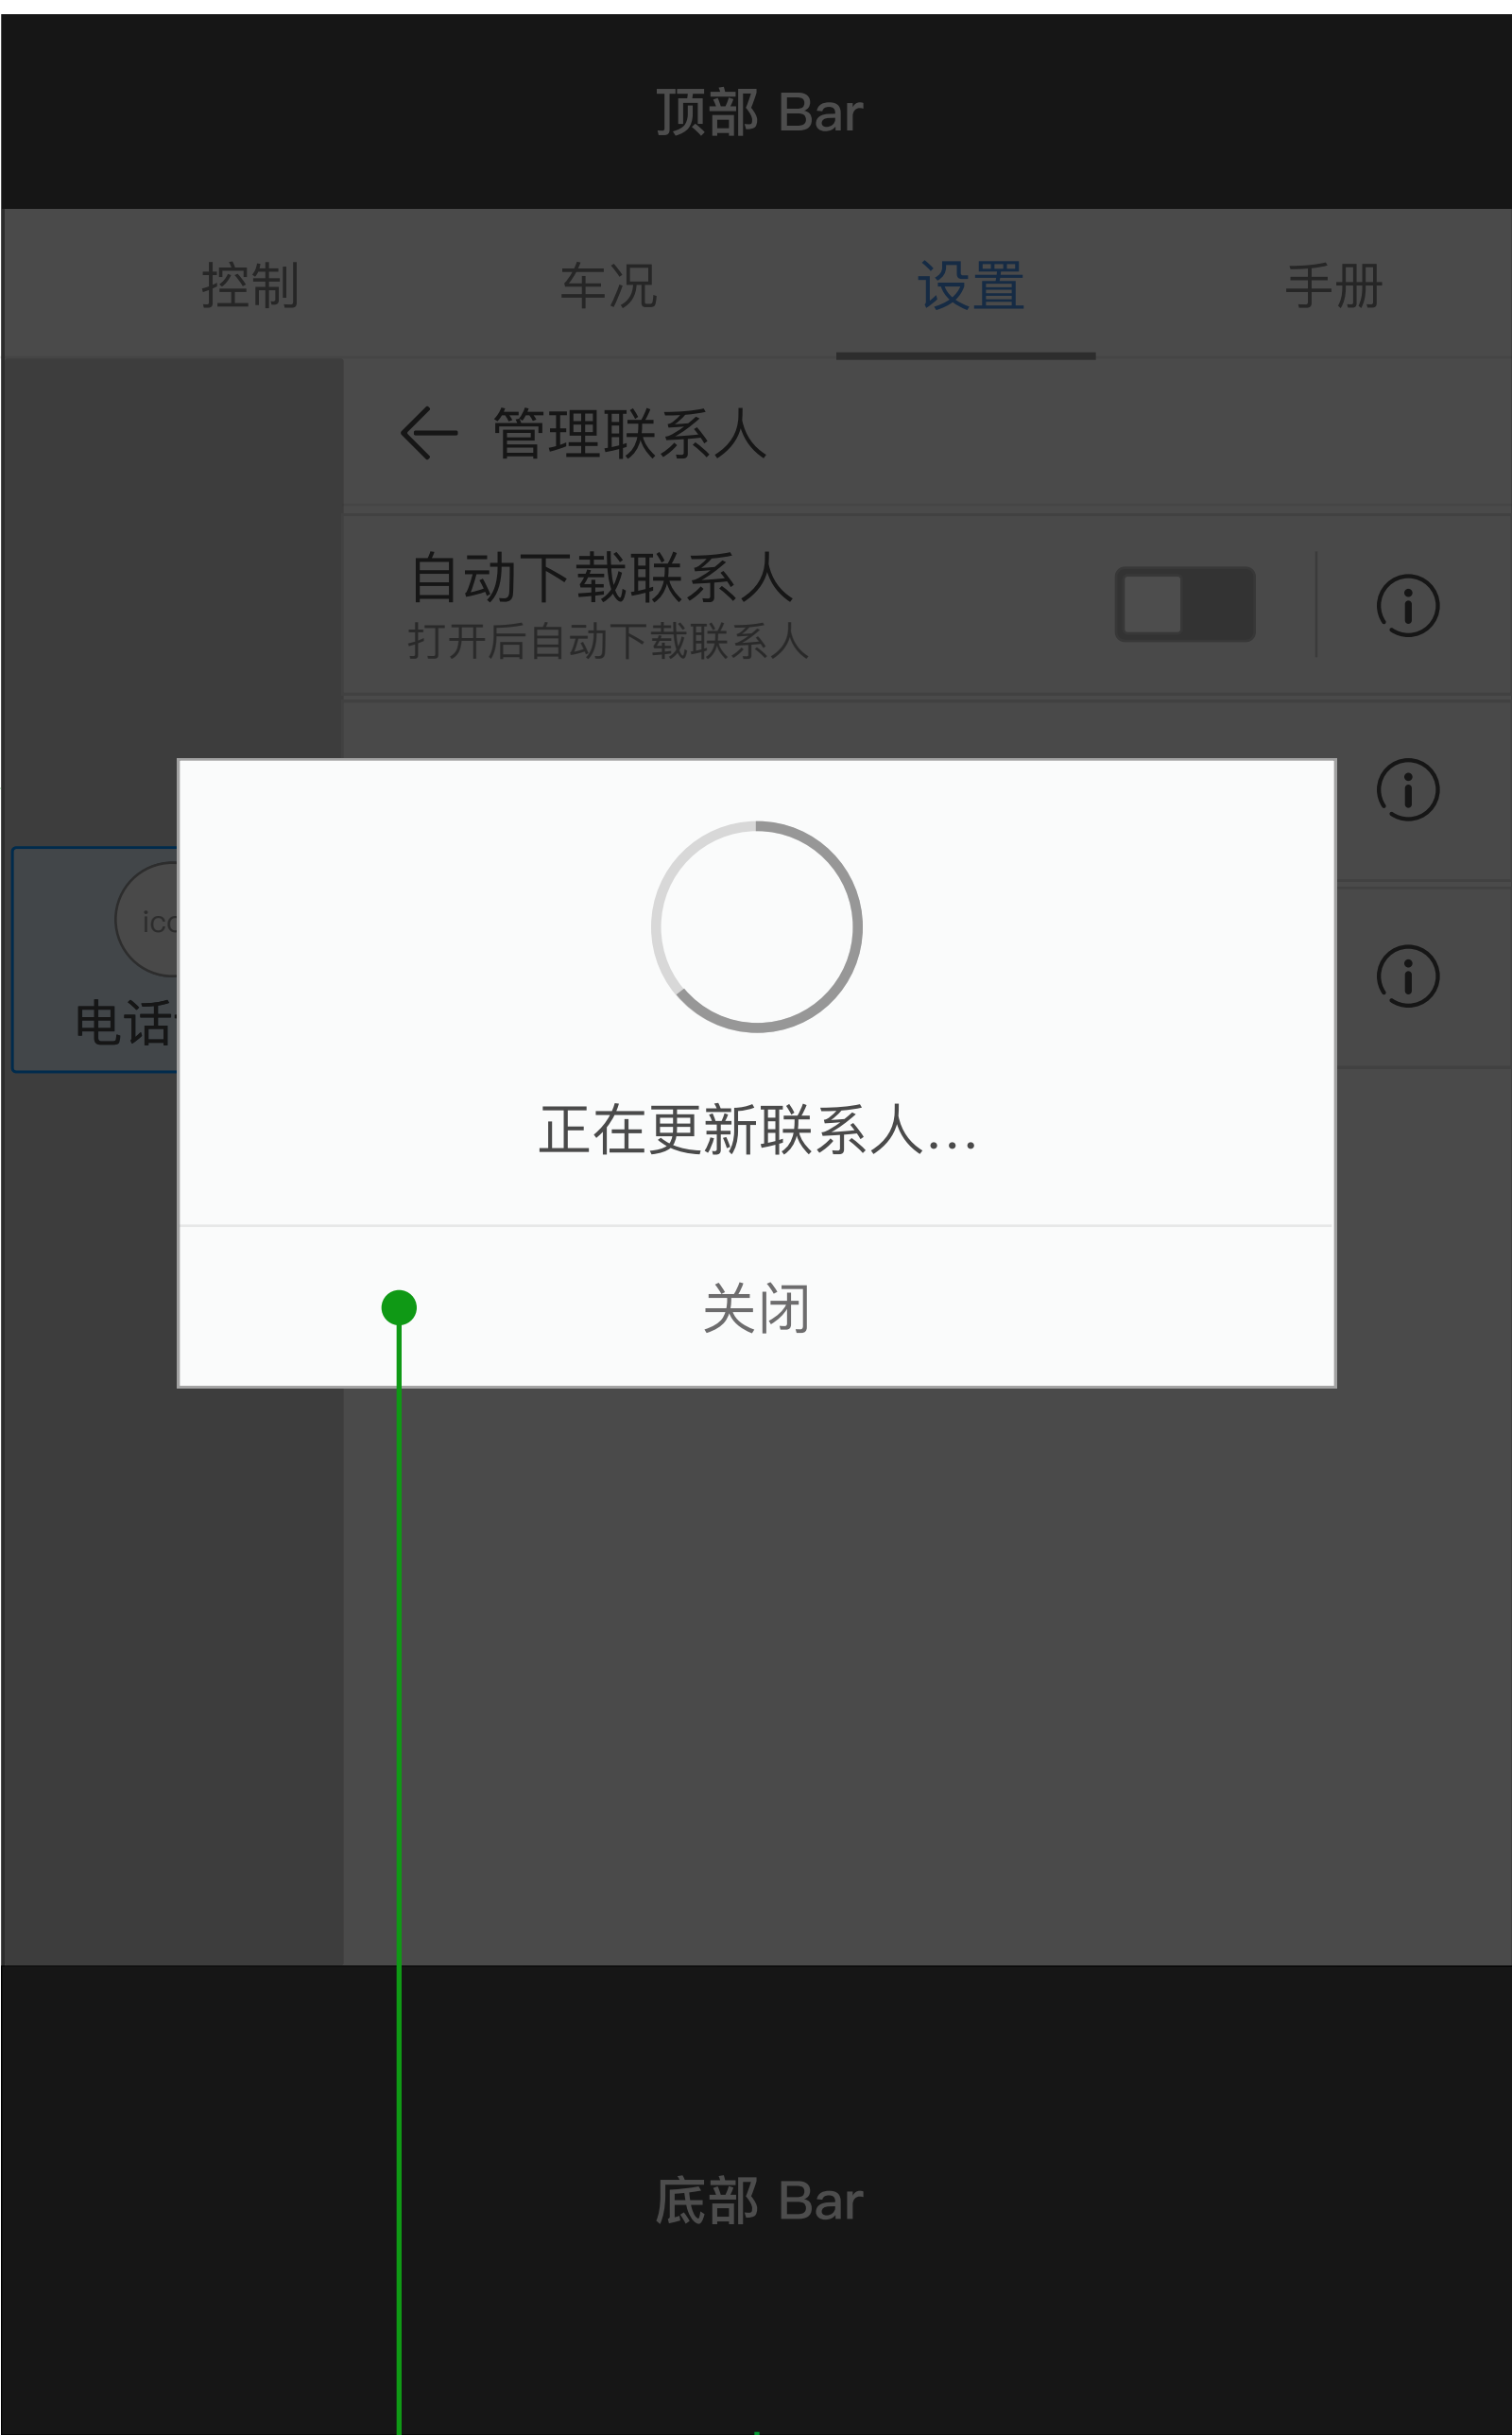 顶部 Bar
控制 车况 设置 手册
管理联系人
自动下载联系人
打开后自动下载联系人
正在更新联系人...
电话
关闭
底部 Bar